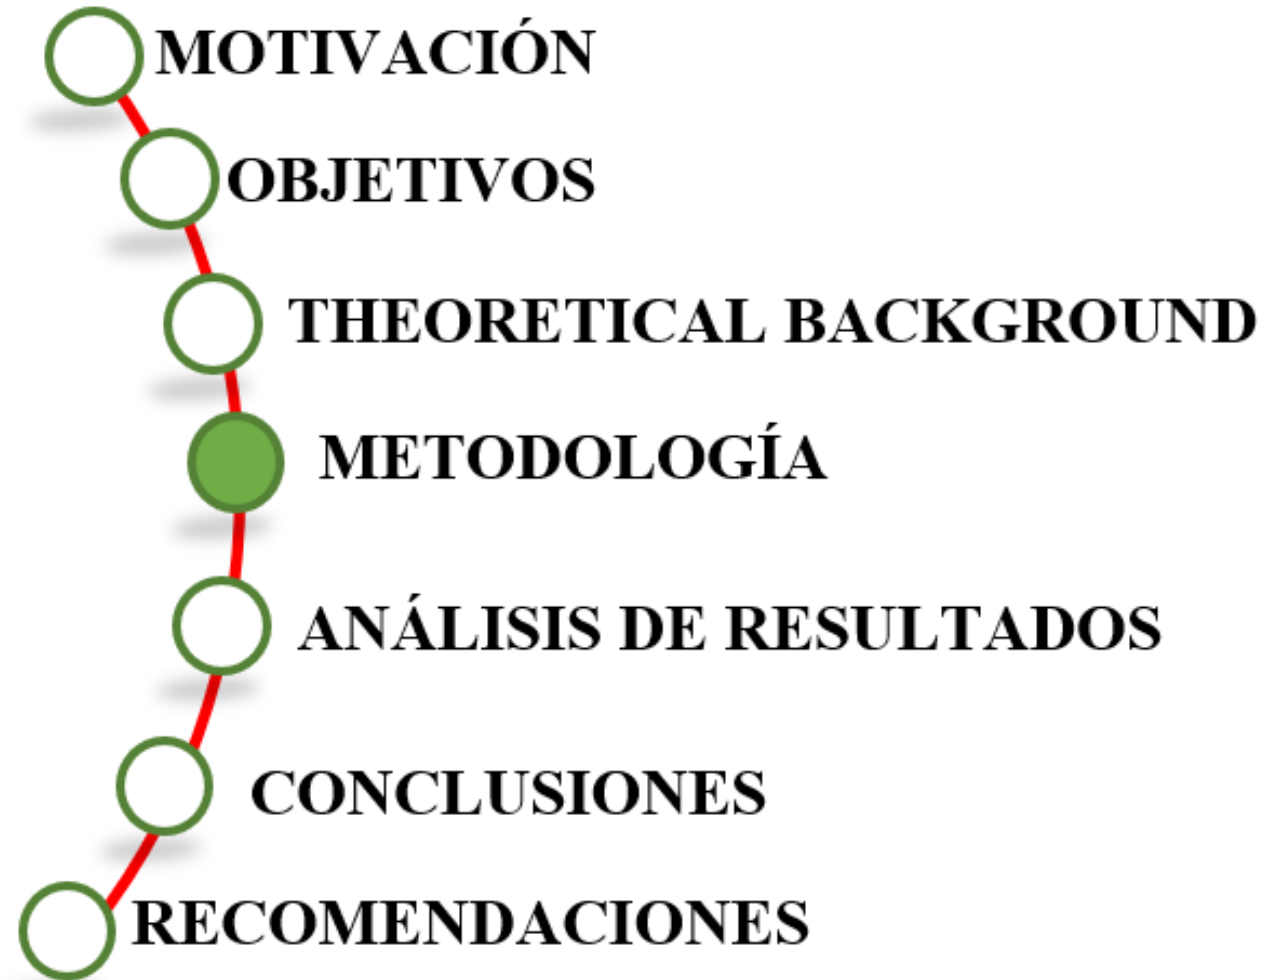 MOTIVACIÓN
OBJETIVOS
THEORETICAL BACKGROUND
METODOLOGÍA
ANÁLISIS DE RESULTADOS
CONCLUSIONES
RECOMENDACIONES